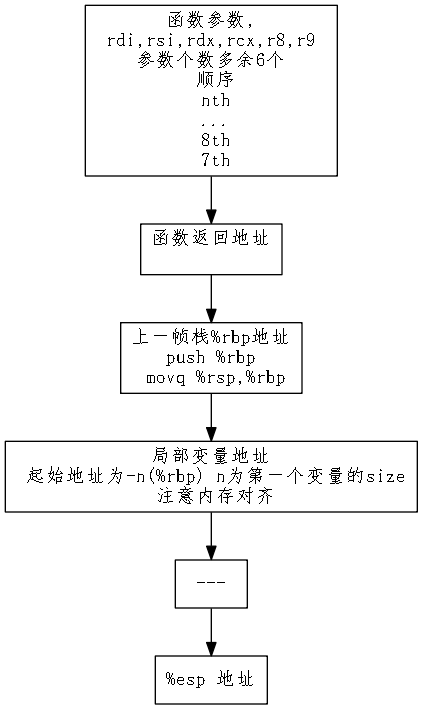 函数参数，
rdi,rsi,rdx,rcx,r8,r9
参数个数多余6个
顺序
nth
...
8th
7th
函数返回地址
上一帧栈%rbp地址
push %rbp
movq %rsp,%rbp
局部变量地址
起始地址为-n(%rbp) n为第一个变量的size
注意内存对齐
---
%esp 地址